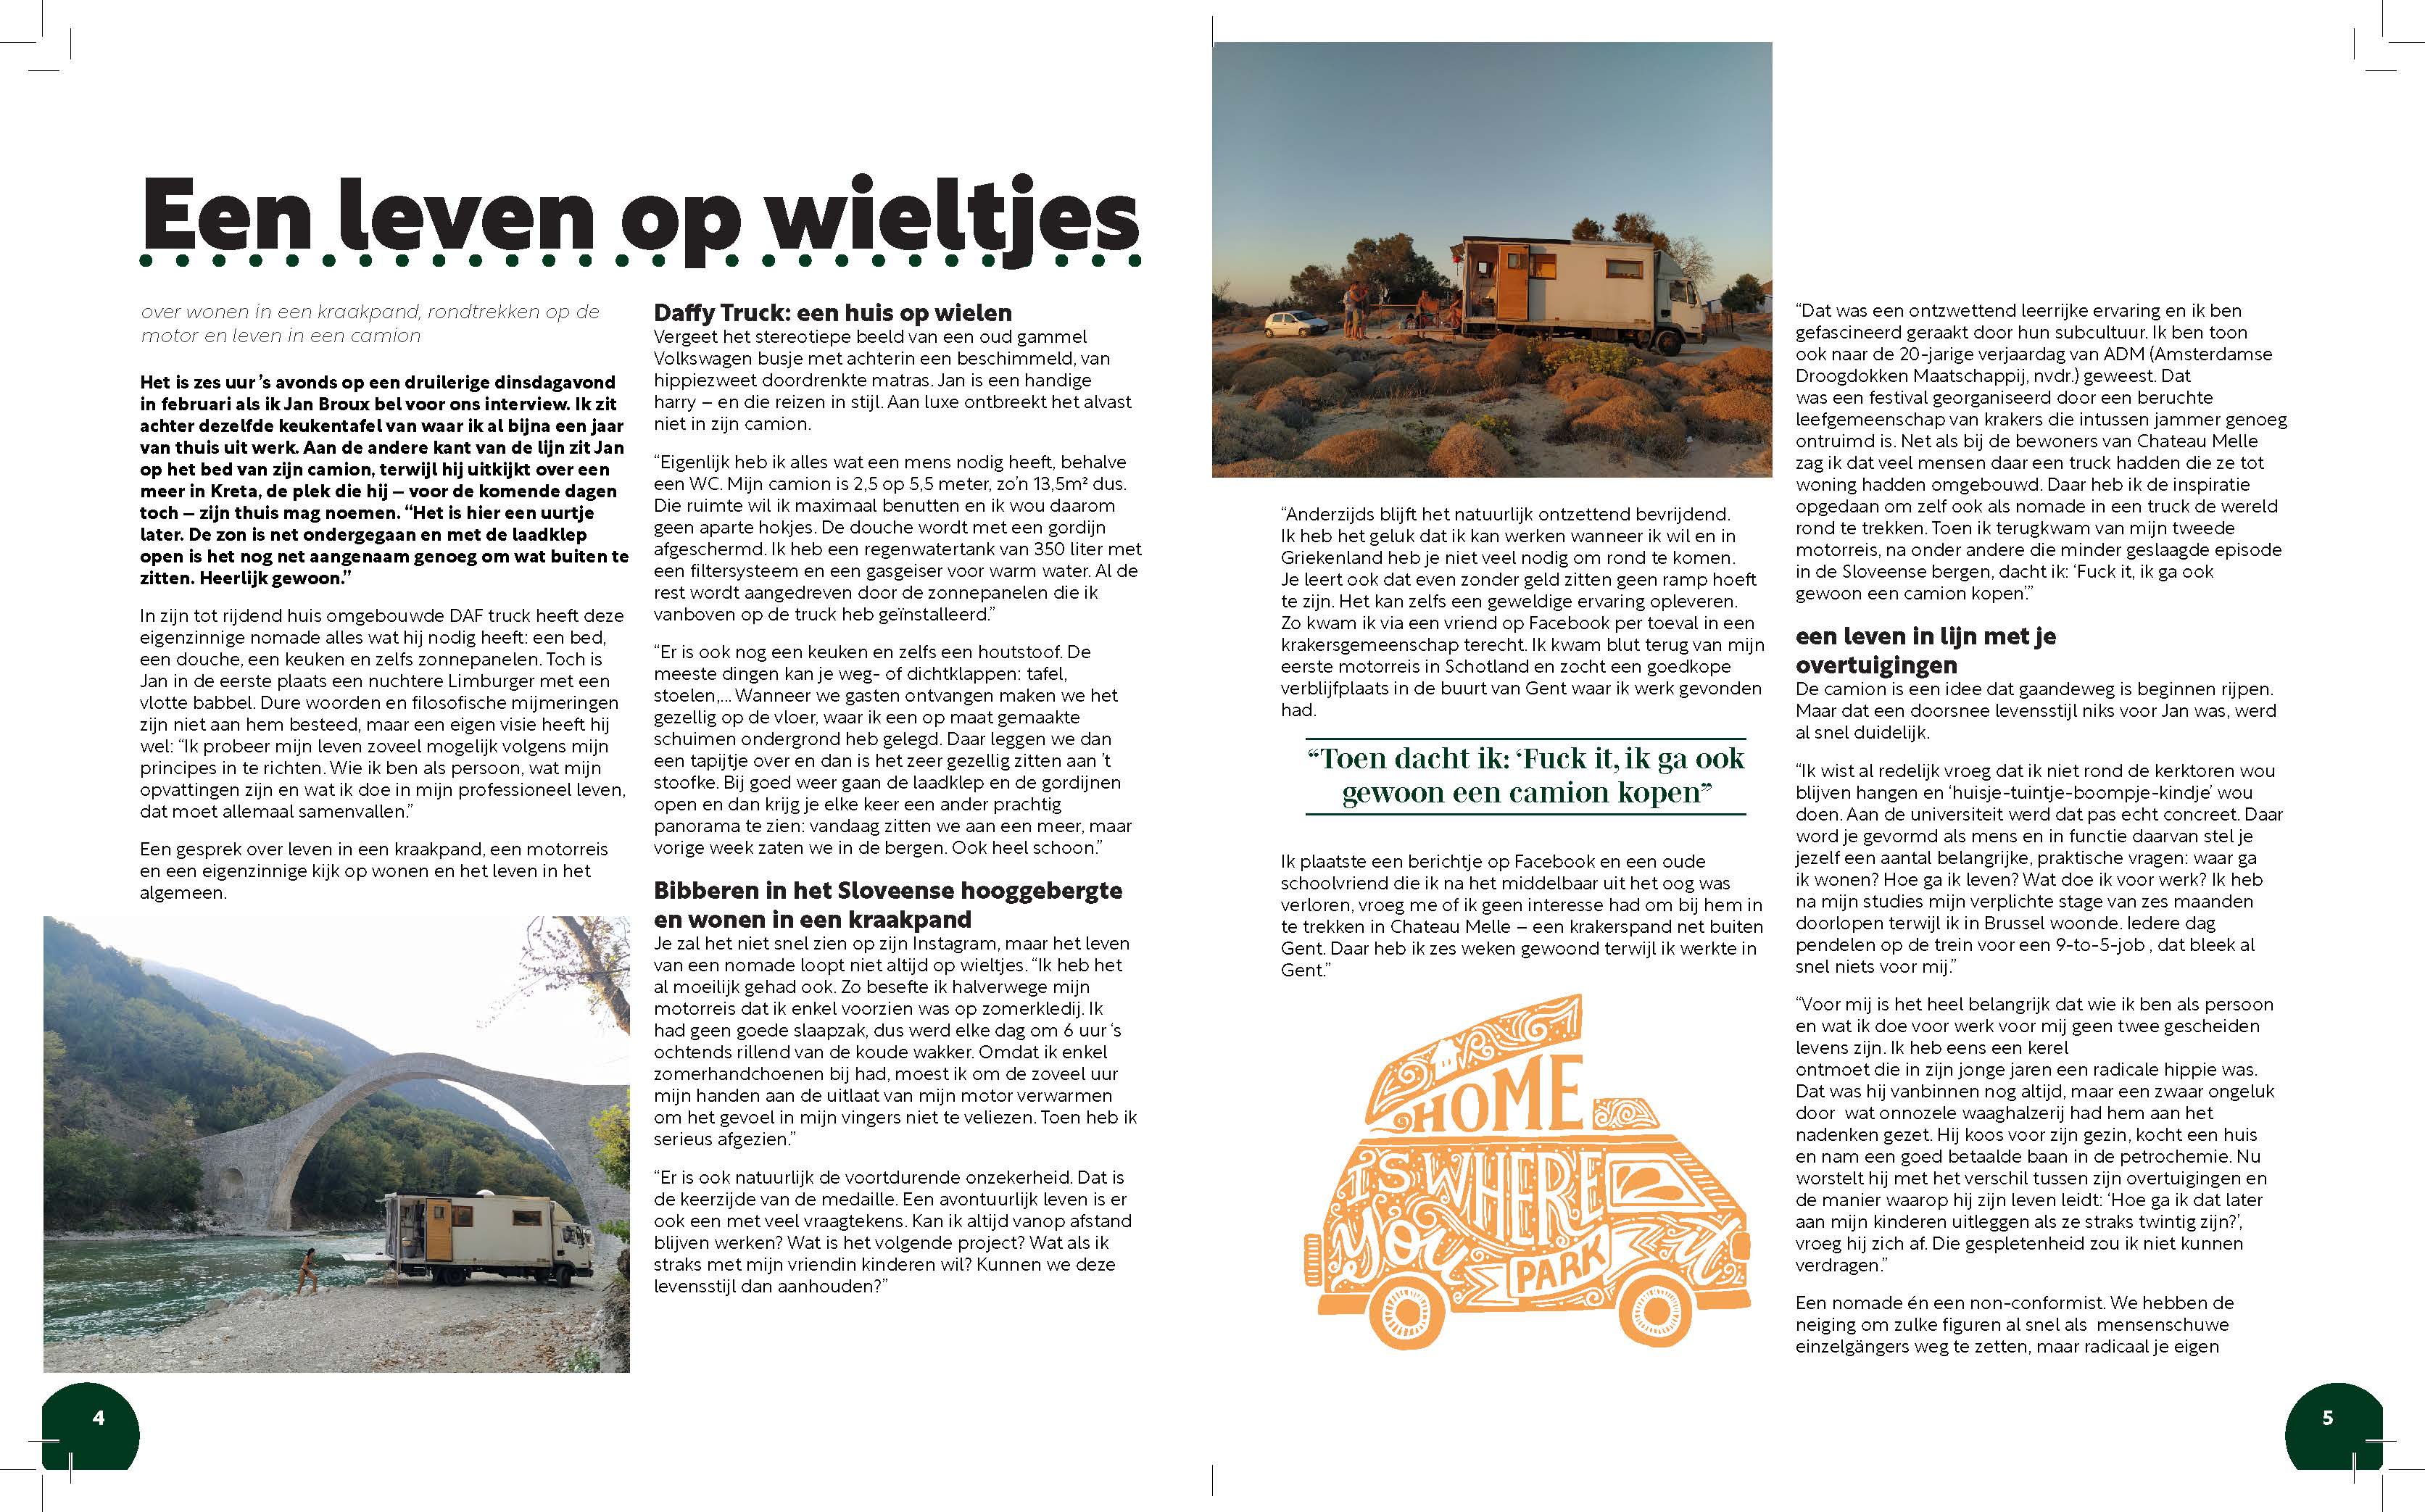 Een leven op wieltjes
over wonen in een kraakpand, rondtrekken op de
motor en leven in een camion
Het is zes uur 's avonds op een druilerige dinsdagavond
in februari als ik Jan Broux bel voor ons interview. Ik zit
achter dezelfde keukentafel van waar ik al bijna een jaar
van thuis uit werk. Aan de andere kant van de lijn zit Jan
op het bed van zijn camion, terwijl hij uitkijkt over een
meer in Kreta, de plek die hij – voor de komende dagen
toch – zijn thuis mag noemen. “Het is hier een uurtje
later. De zon is net ondergegaan en met de laadklep
open is het nog net aangenaam genoeg om wat buiten te
zitten. Heerlijk gewoon.”
In zijn tot rijdend huis omgebouwde DAF truck heeft deze
eigenzinnige nomade alles wat hij nodig heeft: een bed,
een douche, een keuken en zelfs zonnepanelen. Toch is
Jan in de eerste plaats een nuchtere Limburger met een
vlotte babbel. Dure woorden en filosofische mijmeringen
zijn niet aan hem besteed, maar een eigen visie heeft hij
wel: “Ik probeer mijn leven zoveel mogelijk volgens mijn
principes in te richten. Wie ik ben als persoon, wat mijn
opvattingen zijn en wat ik doe in mijn professioneel leven,
dat moet allemaal samenvallen.”
Een gesprek over leven in een kraakpand, een motorreis
en een eigenzinnige kijk op wonen en het leven in het
algemeen.
Daffy Truck: een huis op wielen
Vergeet het stereotiepe beeld van een oud gammel
Volkswagen busje met achterin een beschimmeld, van
hippiezweet doordrenkte matras. Jan is een handige
harry – en die reizen in stijl. Aan luxe ontbreekt het alvast
niet in zijn camion.
“Eigenlijk heb ik alles wat een mens nodig heeft, behalve
een WC. Mijn camion is 2,5 op 5,5 meter, zo’n 13,5m² dus.
Die ruimte wil ik maximaal benutten en ik wou daarom
geen aparte hokjes. De douche wordt met een gordijn
afgeschermd. Ik heb een regenwatertank van 350 liter met
een filtersysteem en een gasgeiser voor warm water. Al de
rest wordt aangedreven door de zonnepanelen die ik
vanboven op de truck heb geïnstalleerd.”
“Er is ook nog een keuken en zelfs een houtstoof. De
meeste dingen kan je weg- of dichtklappen: tafel,
stoelen,... Wanneer we gasten ontvangen maken we het
gezellig op de vloer, waar ik een op maat gemaakte
schuimen ondergrond heb gelegd. Daar leggen we dan
een tapijtje over en dan is het zeer gezellig zitten aan ’t
stoofke. Bij goed weer gaan de laadklep en de gordijnen
open en dan krijg je elke keer een ander prachtig
panorama te zien: vandaag zitten we aan een meer, maar
vorige week zaten we in de bergen. Ook heel schoon.”
Bibberen in het Sloveense hooggebergte
en wonen in een kraakpand
Je zal het niet snel zien op zijn Instagram, maar het leven
van een nomade loopt niet altijd op wieltjes. “Ik heb het
al moeilijk gehad ook. Zo besefte ik halverwege mijn
motorreis dat ik enkel voorzien was op zomerkledij. Ik
had geen goede slaapzak, dus werd elke dag om 6 uur ‘s
ochtends rillend van de koude wakker. Omdat ik enkel
zomerhandchoenen bij had, moest ik om de zoveel uur
mijn handen aan de uitlaat van mijn motor verwarmen
om het gevoel in mijn vingers niet te veliezen. Toen heb ik
serieus afgezien.”
“Er is ook natuurlijk de voortdurende onzekerheid. Dat is
de keerzijde van de medaille. Een avontuurlijk leven is er
ook een met veel vraagtekens. Kan ik altijd vanop afstand
blijven werken? Wat is het volgende project? Wat als ik
straks met mijn vriendin kinderen wil? Kunnen we deze
levensstijl dan aanhouden?”
4
“Anderzijds blijft het natuurlijk ontzettend bevrijdend.
Ik heb het geluk dat ik kan werken wanneer ik wil en in
Griekenland heb je niet veel nodig om rond te komen.
Je leert ook dat even zonder geld zitten geen ramp hoeft
te zijn. Het kan zelfs een geweldige ervaring opleveren.
Zo kwam ik via een vriend op Facebook per toeval in een
krakersgemeenschap terecht. Ik kwam blut terug van mijn
eerste motorreis in Schotland en zocht een goedkope
verblijfplaats in de buurt van Gent waar ik werk gevonden
had.
“Toen dacht ik: ‘Fuck it, ik ga ook
gewoon een camion kopen”
Ik plaatste een berichtje op Facebook en een oude
schoolvriend die ik na het middelbaar uit het oog was
verloren, vroeg me of ik geen interesse had om bij hem in
te trekken in Chateau Melle – een krakerspand net buiten
Gent. Daar heb ik zes weken gewoond terwijl ik werkte in
Gent.”
HOME
IS WHERE
YOU
PARK
“Dat was een ontzwettend leerrijke ervaring en ik ben
gefascineerd geraakt door hun subcultuur. Ik ben toon
ook naar de 20-jarige verjaardag van ADM (Amsterdamse
Droogdokken Maatschappij, nvdr.) geweest. Dat
was een festival georganiseerd door een beruchte
leefgemeenschap van krakers die intussen jammer genoeg
ontruimd is. Net als bij de bewoners van Chateau Melle
zag ik dat veel mensen daar een truck hadden die ze tot
woning hadden omgebouwd. Daar heb ik de inspiratie
opgedaan om zelf ook als nomade in een truck de wereld
rond te trekken. Toen ik terugkwam van mijn tweede
motorreis, na onder andere die minder geslaagde episode
in de Sloveense bergen, dacht ik: ‘Fuck it, ik ga ook
gewoon een camion kopen’.”
een leven in lijn met je
overtuigingen
De camion is een idee dat gaandeweg is beginnen rijpen.
Maar dat een doorsnee levensstijl niks voor Jan was, werd
al snel duidelijk.
“Ik wist al redelijk vroeg dat ik niet rond de kerktoren wou
blijven hangen en ‘huisje-tuintje-boompje-kindje’ wou
doen. Aan de universiteit werd dat pas echt concreet. Daar
word je gevormd als mens en in functie daarvan stel je
jezelf een aantal belangrijke, praktische vragen: waar ga
ik wonen? Hoe ga ik leven? Wat doe ik voor werk? Ik heb
na mijn studies mijn verplichte stage van zes maanden
doorlopen terwijl ik in Brussel woonde. Iedere dag
pendelen op de trein voor een 9-to-5-job , dat bleek al
snel niets voor mij.”
“Voor mij is het heel belangrijk dat wie ik ben als persoon
en wat ik doe voor werk voor mij geen twee gescheiden
levens zijn. Ik heb eens een kerel
ontmoet die in zijn jonge jaren een radicale hippie was.
Dat was hij vanbinnen nog altijd, maar een zwaar ongeluk
door  wat onnozele waaghalzerij had hem aan het
nadenken gezet. Hij koos voor zijn gezin, kocht een huis
en nam een goed betaalde baan in de petrochemie. Nu
worstelt hij met het verschil tussen zijn overtuigingen en
de manier waarop hij zijn leven leidt: ‘Hoe ga ik dat later
aan mijn kinderen uitleggen als ze straks twintig zijn?’,
vroeg hij zich af. Die gespletenheid zou ik niet kunnen
verdragen.”
Een nomade én een non-conformist. We hebben de
neiging om zulke figuren al snel als  mensenschuwe
einzelgängers weg te zetten, maar radicaal je eigen
5